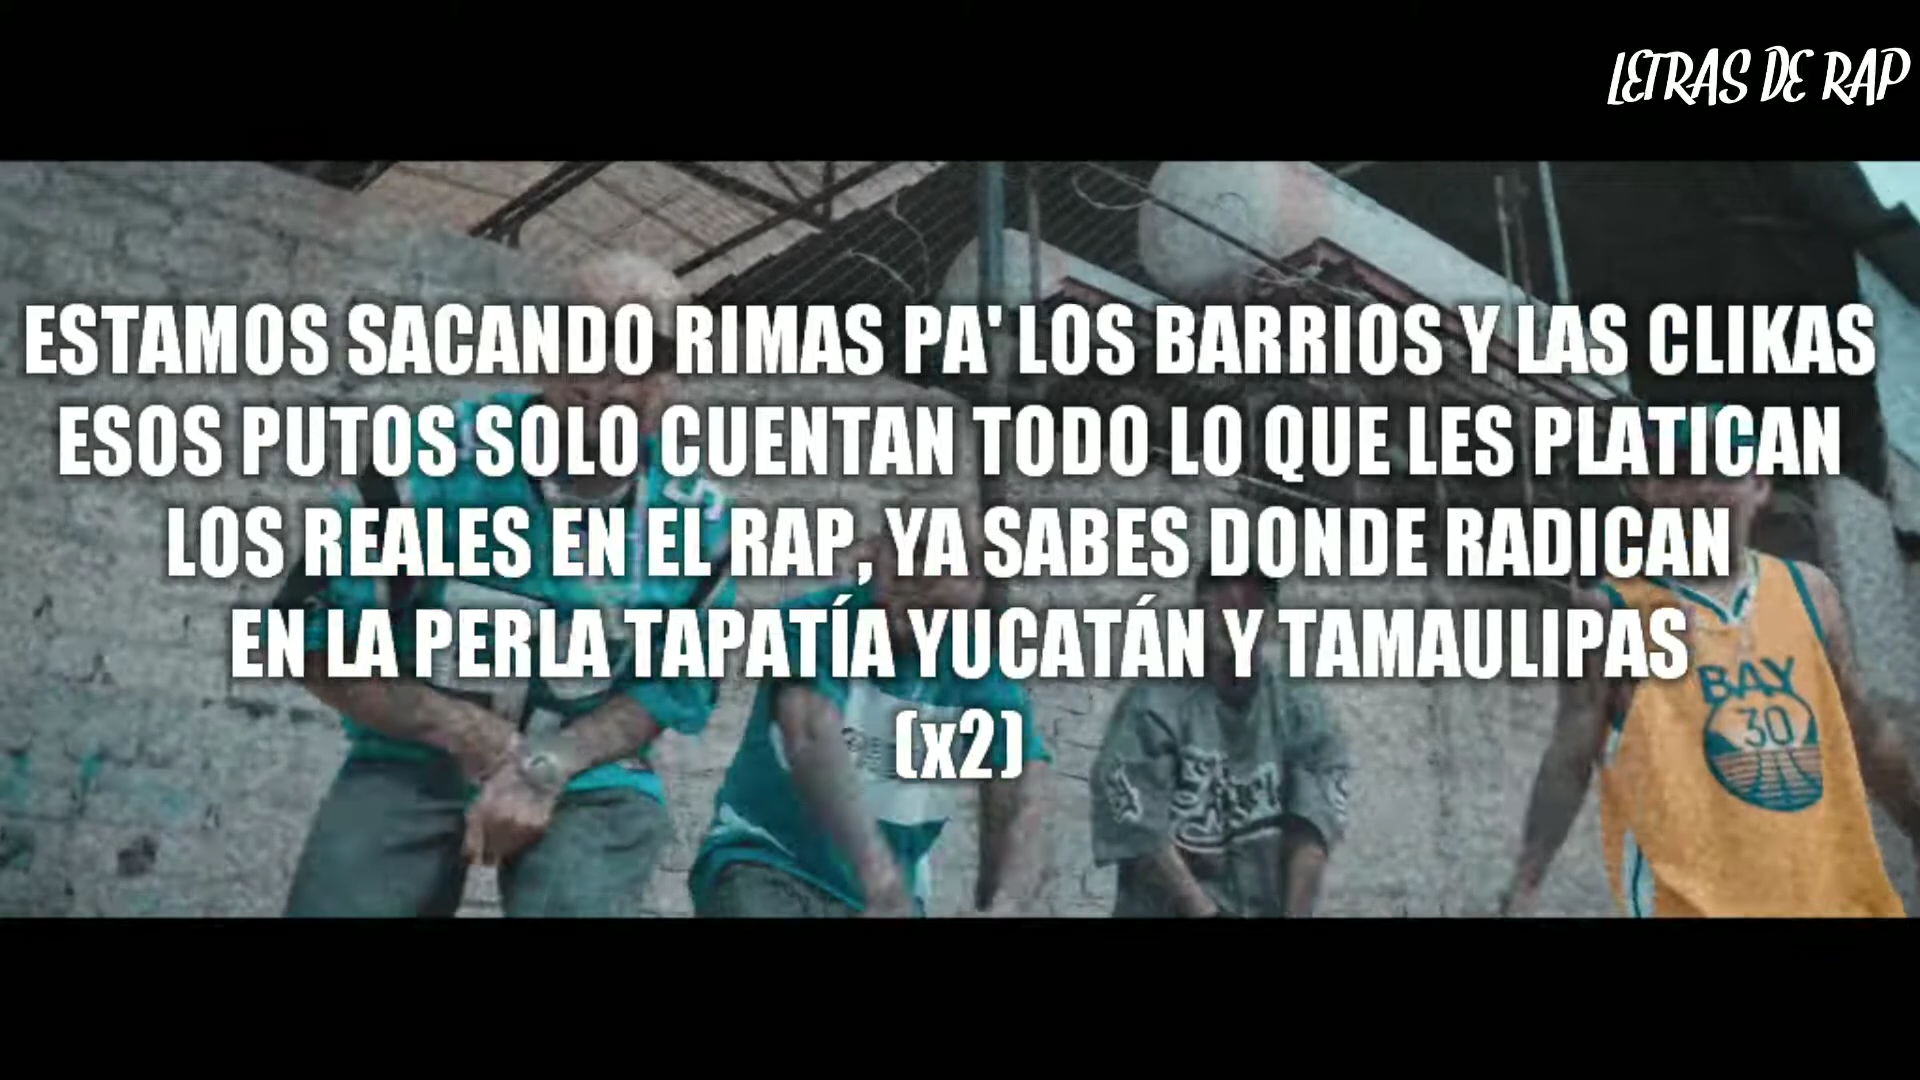 LETRAS DE RAP
ESTAMOS SACANDO RIMAS PA' LOS BARRIOS Y LAS CLIKAS
ESOS PUTOS SOLO CUENTAN TODO LO QUE LES PLATICAN
LOS REALES EN EL RAP, YA SABES DONDE RADICAN
EN LA PERLA TAPATÍA YUCATÁN Y TAMAULIPAS
(x2)
BAY
30